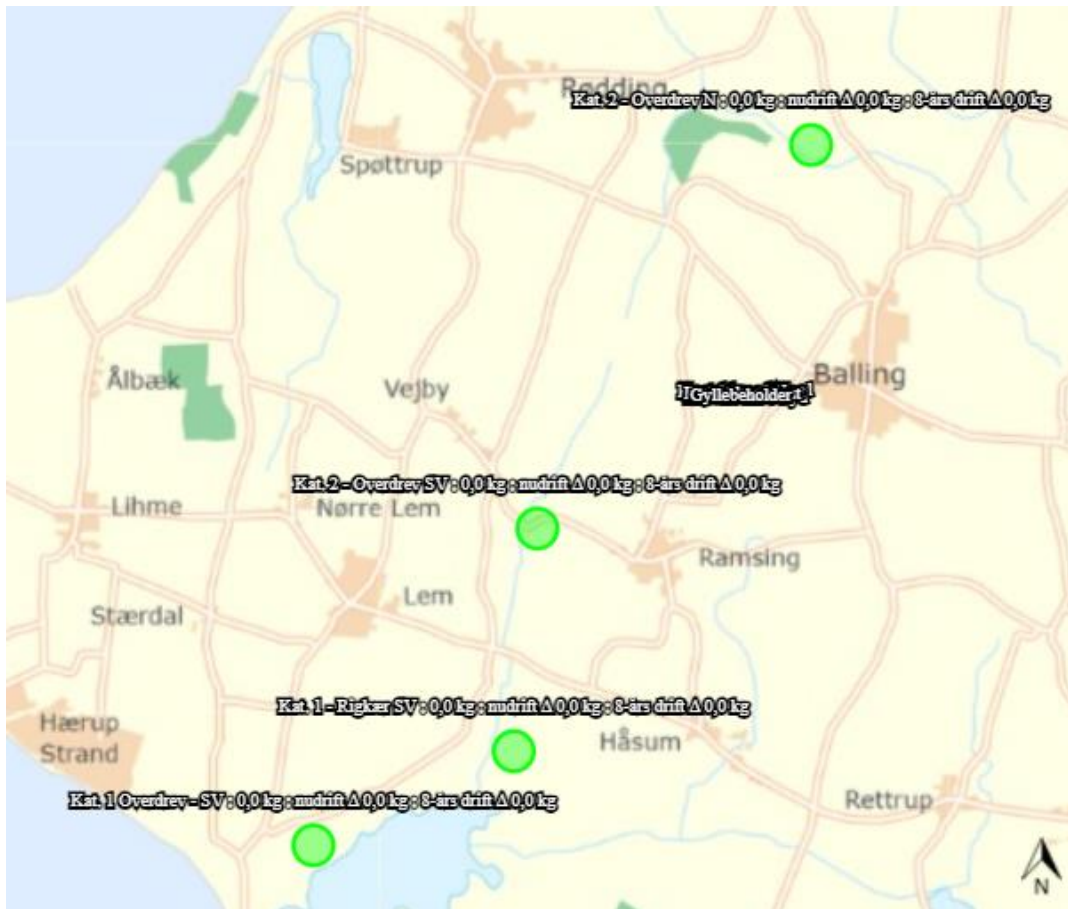 Rødding
Kat. 2 - Overdrev N : 0,0 kg : nudrift Δ 0,0 kg : 8-års drift Δ 0,0 kg
Spøttrup
Ålbæk
Vejby
Balling
Gyllebeholder
Kat. 2 - Overdrev SV : 0,0 kg : nudrift Δ 0,0 kg : 8-års drift Δ 0,0 kg
Lihme
Nørre Lem
Ramsing
Lem
Stærdal
Kat. 1 - Rigkær SV : 0,0 kg : nudrift Δ 0,0 kg : 8-års drift Δ 0,0 kg
Hærup
Strand
Håsum
Kat. 1 Overdrev - SV : 0,0 kg : nudrift Δ 0,0 kg : 8-års drift Δ 0,0 kg
Rettrup
N